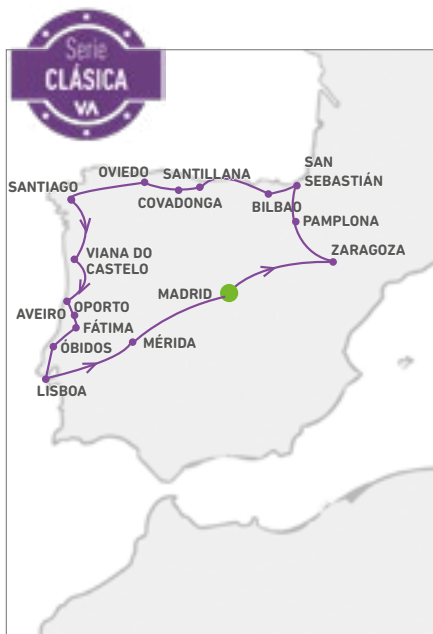 Serie
CLÁSICA
VA
OVIEDO
SANTILLANA
SAN
SEBASTIÁN
SANTIAGO
COVADONGA
BILBAO
PAMPLONA
VIANA DO
CASTELO
ZARAGOZA
MADRID
OPORTO
AVEIRO
FÁTIMA
ÓBIDOS
MÉRIDA
LISBOA